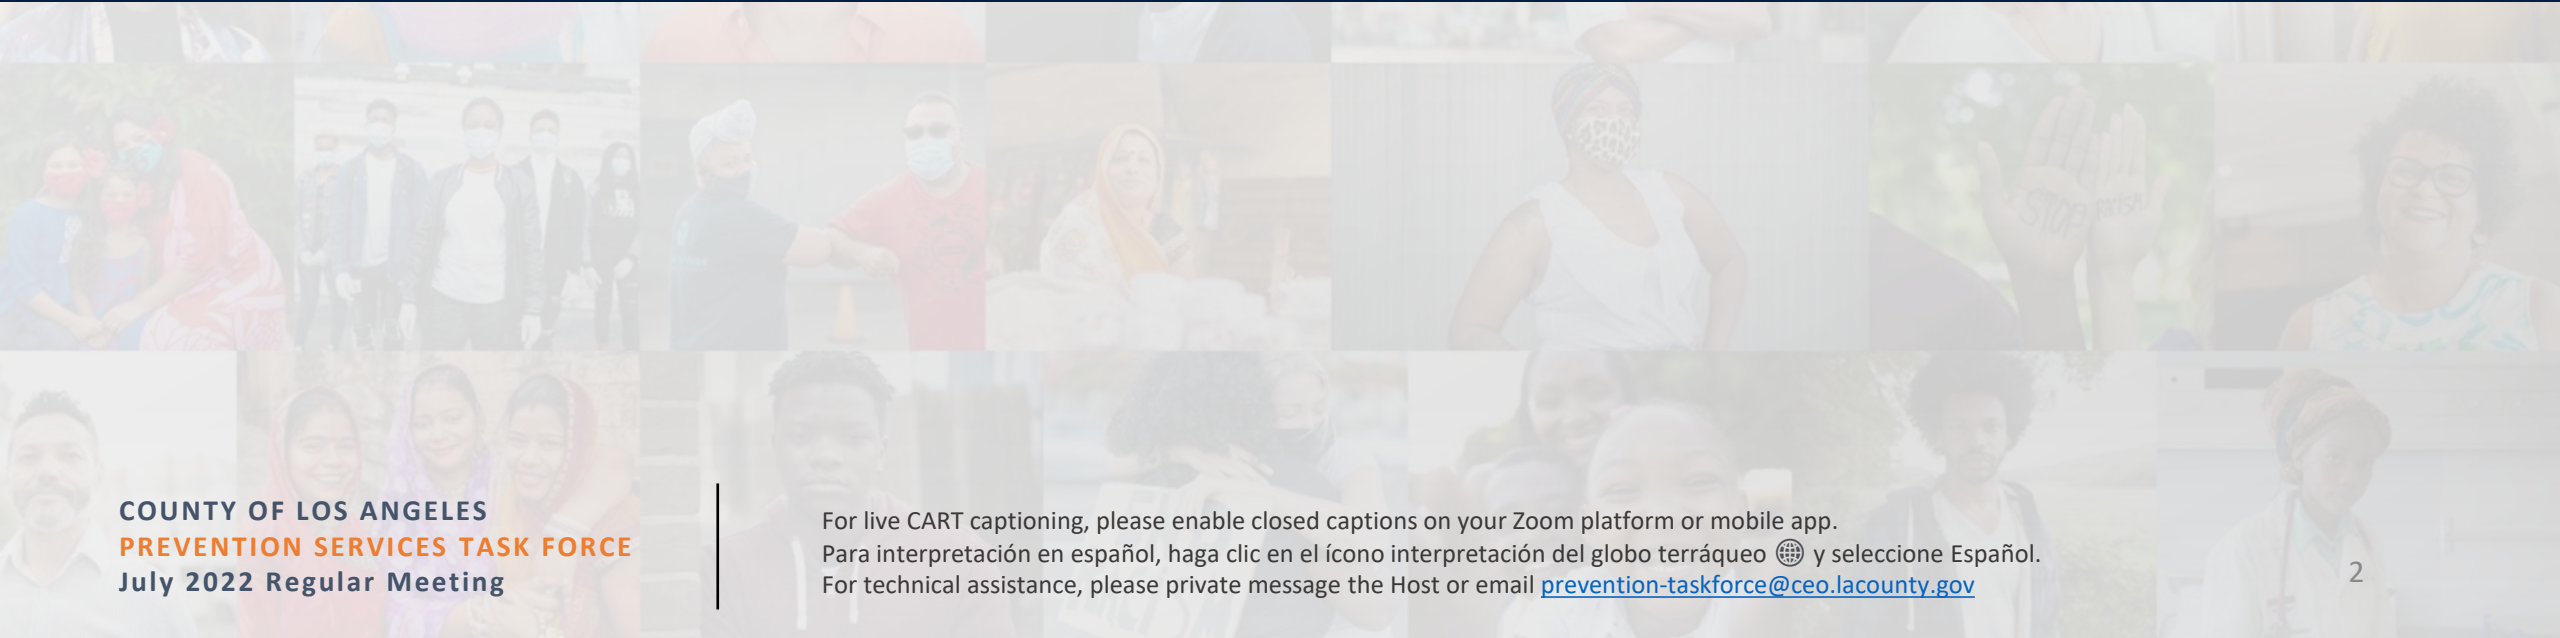 STOP racism
COUNTY OF LOS ANGELES
PREVENTION SERVICES TASK FORCE
July 2022 Regular Meeting
For live CART captioning, please enable closed captions on your Zoom platform or mobile app.
Para interpretación en español, haga clic en el ícono interpretación del globo terráqueo y seleccione Español.
For technical assistance, please private message the Host or email prevention-taskforce@ceo.lacounty.gov
2